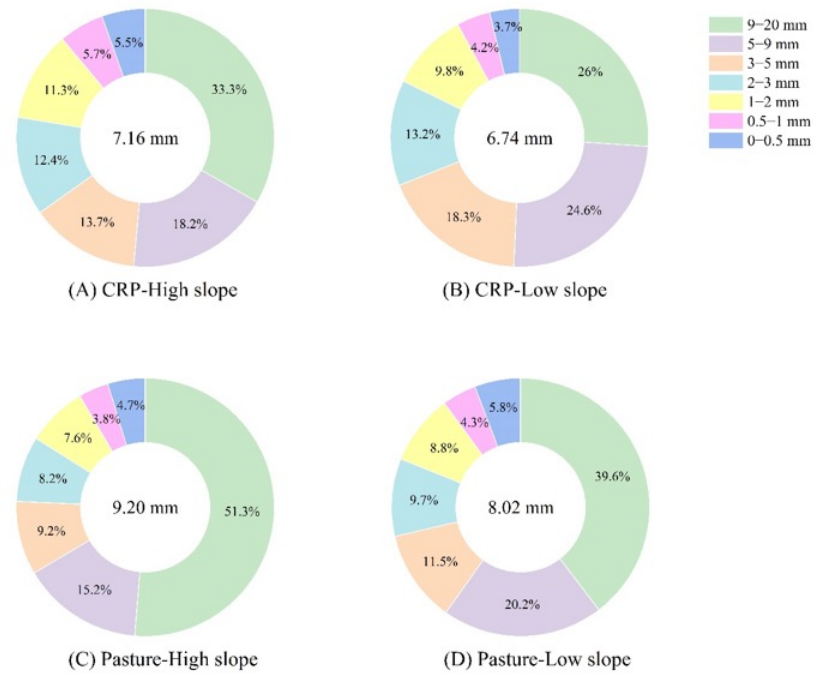 5.5%
5.7%
33.3%
11.3%
7.16 mm
12.4%
13.7%
18.2%
(A) CRP-High slope
3.7%
4.2%
26%
9.8%
6.74 mm
13.2%
18.3%
24.6%
(B) CRP-Low slope
9−20 mm
5−9 mm
3−5 mm
2−3 mm
1−2 mm
0.5−1 mm
0−0.5 mm
4.7%
3.8%
7.6%
8.2%
9.20 mm
51.3%
9.2%
15.2%
(C) Pasture-High slope
5.8%
4.3%
8.8%
39.6%
9.7%
8.02 mm
11.5%
20.2%
(D) Pasture-Low slope